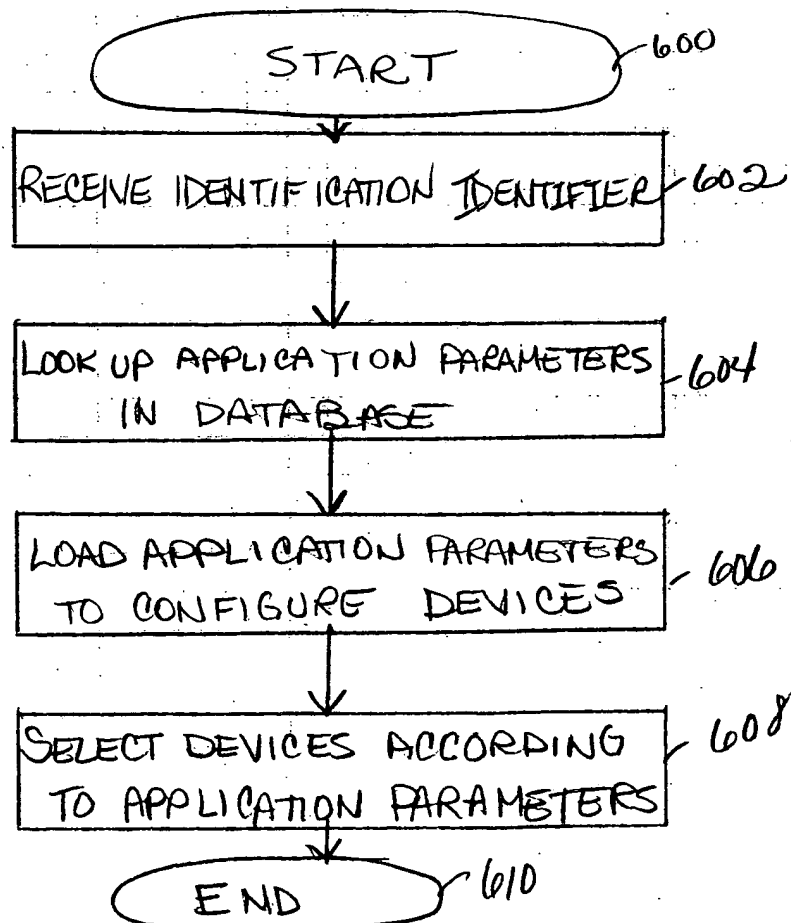 START
600
RECEIVE IDENTIFICATION IDENTIFIER
602
LOOK UP APPLICATION PARAMETERS
IN DATABASE
604
LOAD APPLICATION PARAMETERS
TO CONFIGURE DEVICES
606
SELECT DEVICES ACCORDING
TO APPLICATION PARAMETERS
608
END
610